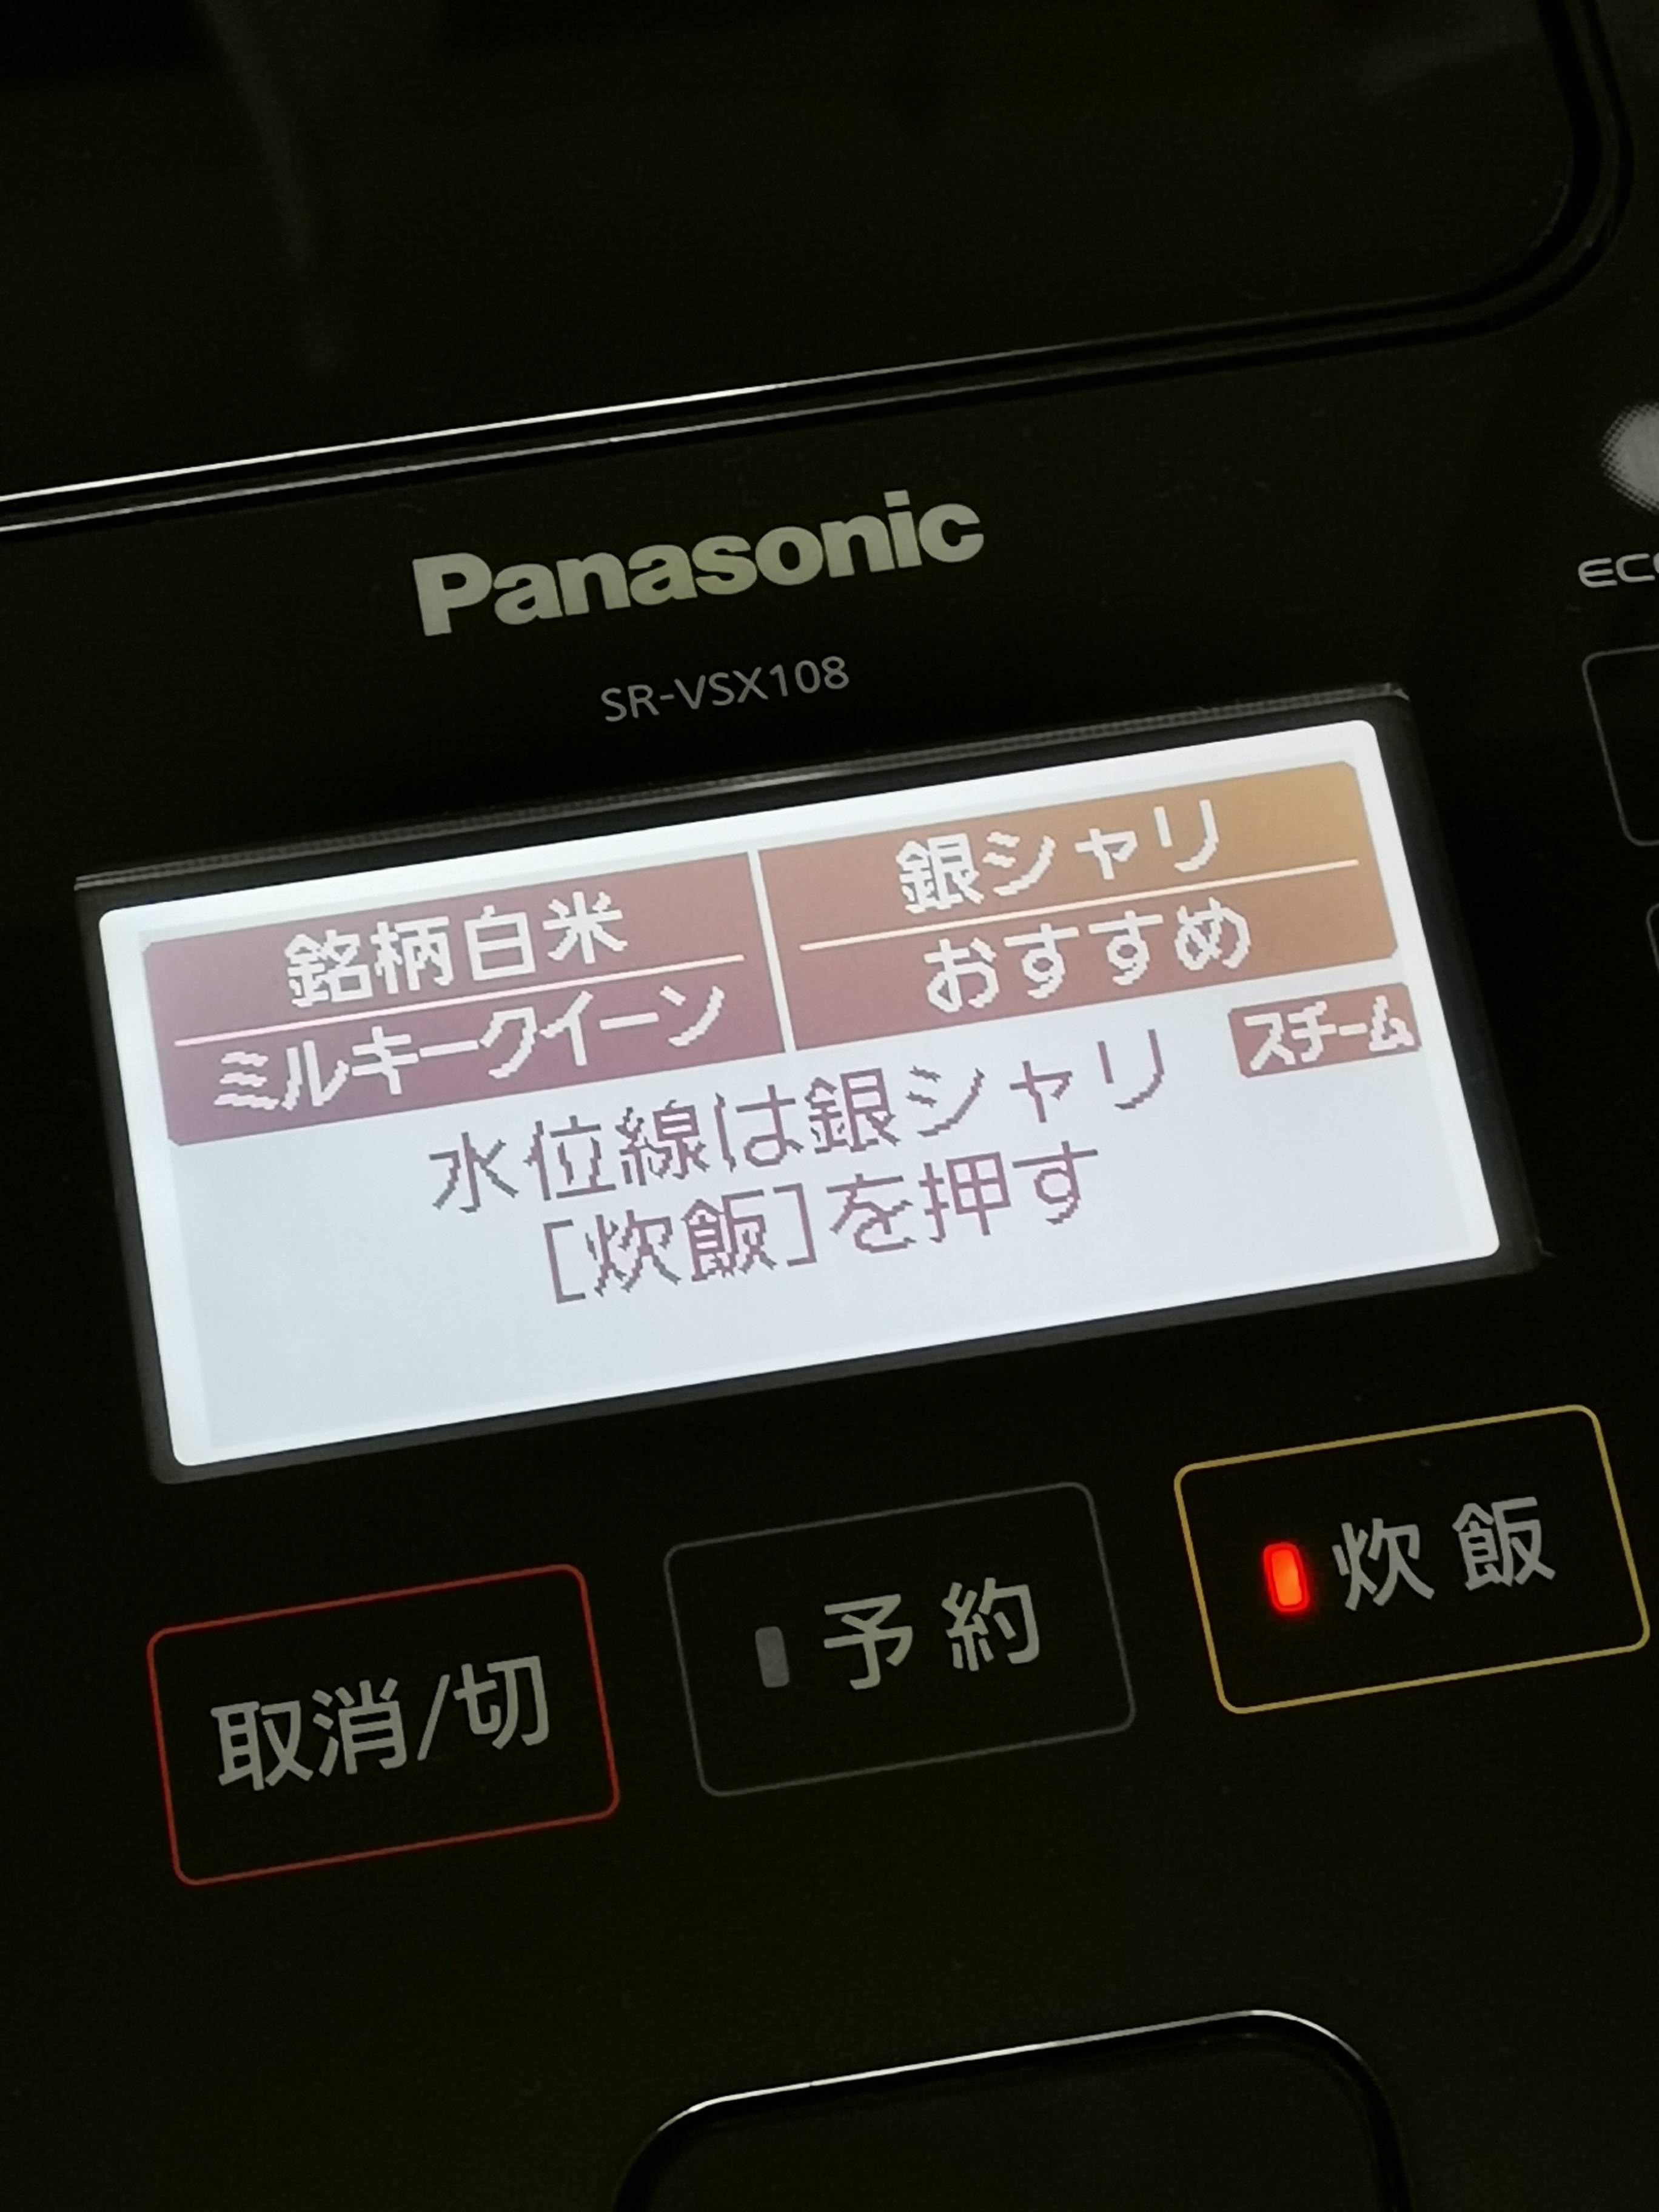 Panasonic
SR-VSX108
銘柄白米
ミルキークイーン
銀シャリ
おすすめ
スチーム
水位線は銀シャリ
[炊飯]を押す
取消/切
予約
炊飯